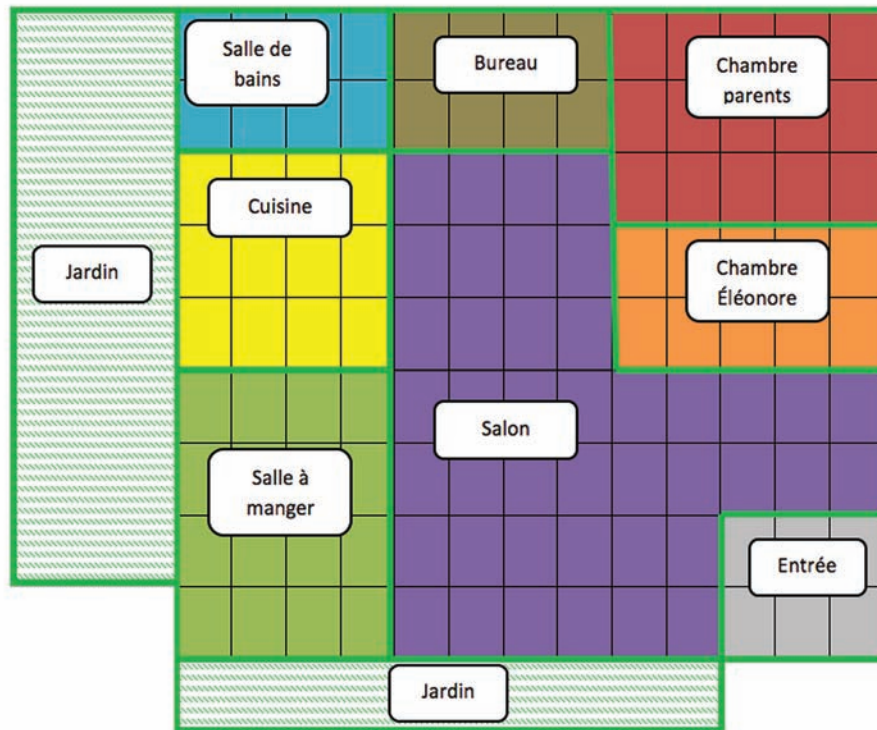 Salle de
bains
Bureau
Chambre
parents
Cuisine
Jardin
Chambre
Éléonore
Salon
Salle à
manger
Entrée
Jardin